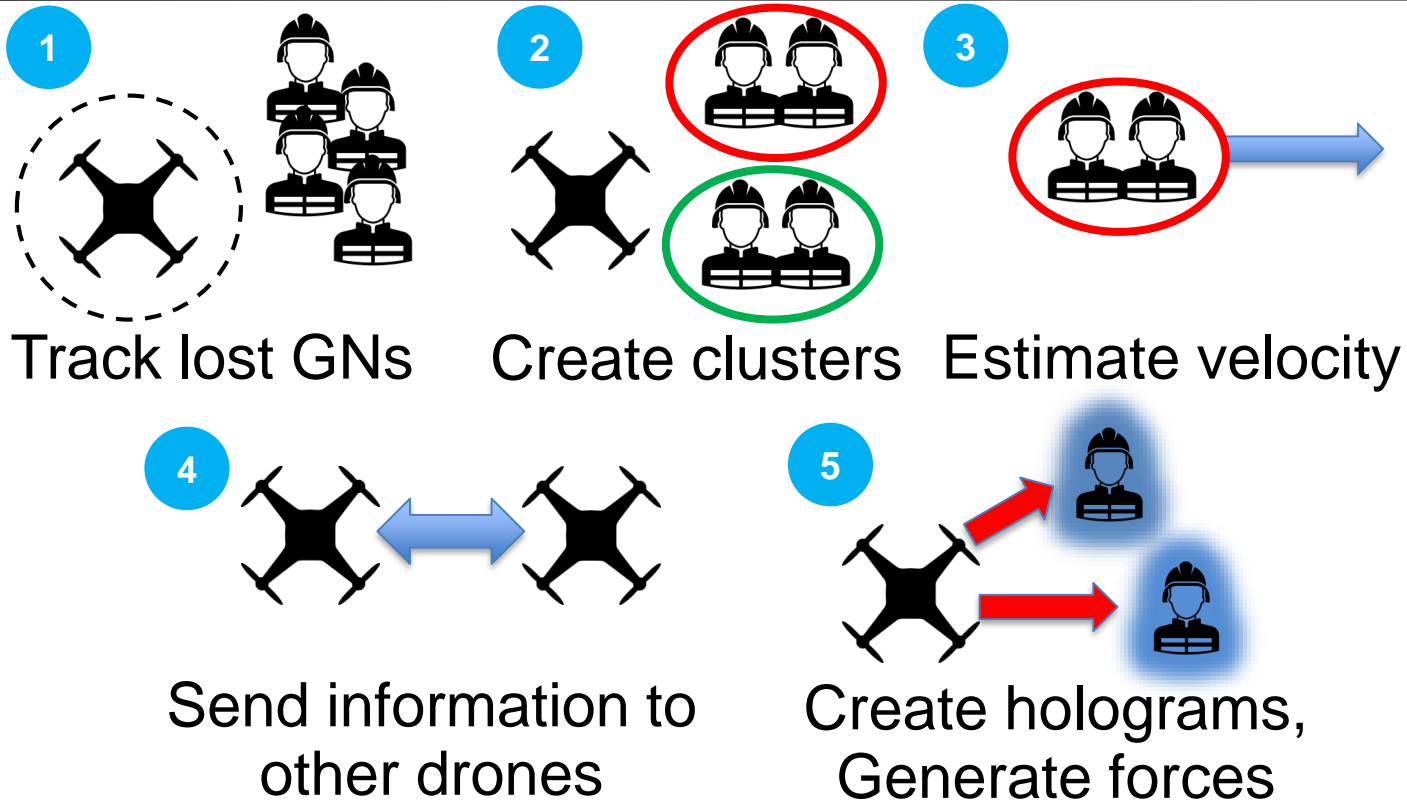 1
2
3
Track lost GNs
Create clusters
Estimate velocity
4
5
Send information to
other drones
Create holograms,
Generate forces